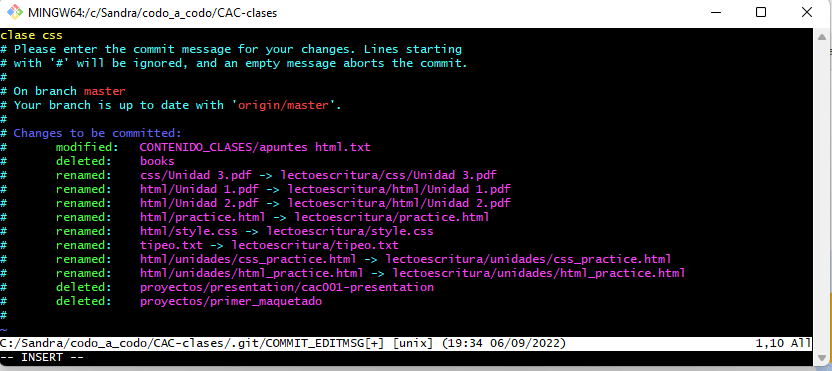 MINGW64:/c/Sandra/codo_a_codo/CAC-clases
clase css
# Please enter the commit message for your changes. Lines starting
# with '#' will be ignored, and an empty message aborts the commit.
#
# On branch master
# Your branch is up to date with 'origin/master'.
#
# Changes to be committed:
#       modified:   CONTENIDO_CLASES/apuntes html.txt
#       deleted:    books
#       renamed:    css/Unidad 3.pdf -> lectoescritura/css/Unidad 3.pdf
#       renamed:    html/Unidad 1.pdf -> lectoescritura/html/Unidad 1.pdf
#       renamed:    html/Unidad 2.pdf -> lectoescritura/html/Unidad 2.pdf
#       renamed:    html/practice.html -> lectoescritura/practice.html
#       renamed:    html/style.css -> lectoescritura/style.css
#       renamed:    tipeo.txt -> lectoescritura/tipeo.txt
#       renamed:    html/unidades/css_practice.html -> lectoescritura/unidades/css_practice.html
#       renamed:    html/unidades/html_practice.html -> lectoescritura/unidades/html_practice.html
#       deleted:    proyectos/presentation/cac001-presentation
#       deleted:    proyectos/primer_maquetado
#
~
C:/Sandra/codo_a_codo/CAC-clases/.git/COMMIT_EDITMSG[+] [unix] (19:34 06/09/2022) 1,10 All
-- INSERT --